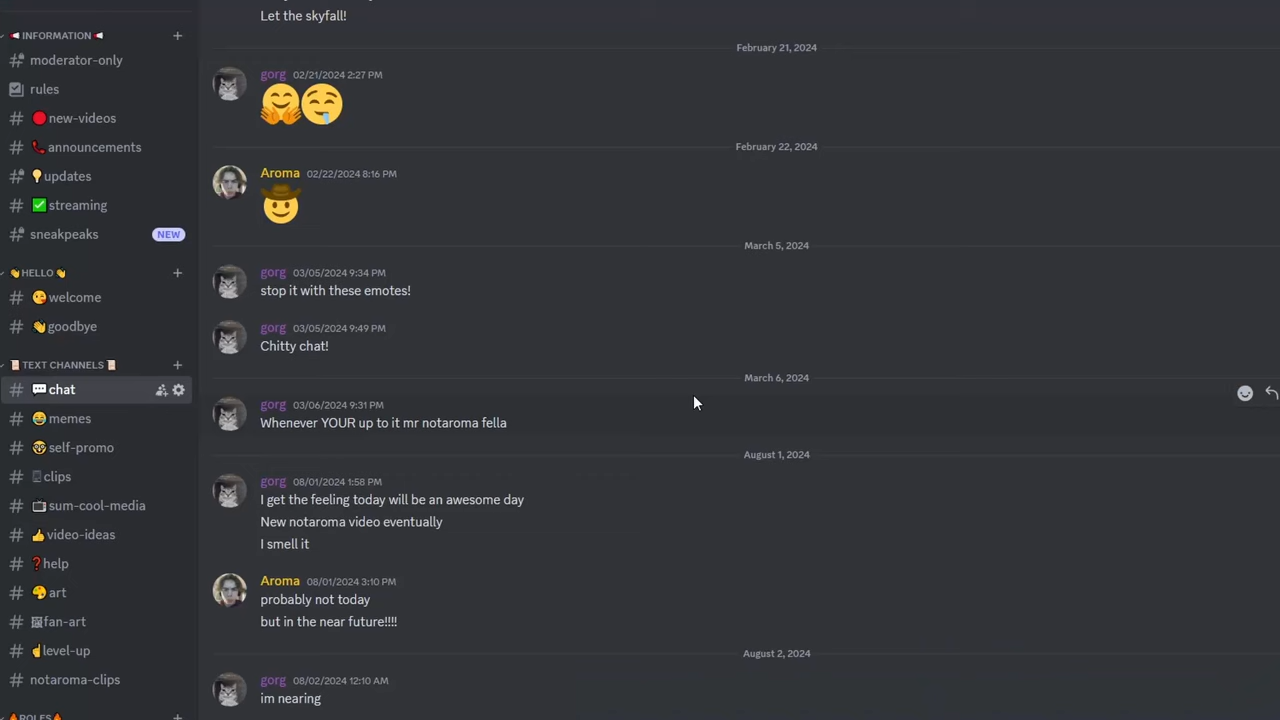 INFORMATION
moderator-only
rules
new-videos
announcements
updates
streaming
sneakpeaks NEW
HELLO
welcome
goodbye
TEXT CHANNELS
chat
memes
self-promo
clips
sum-cool-media
video-ideas
help
art
fan-art
level-up
notaroma-clips
ROLES
Let the skyfall!
February 21, 2024
gorg 02/21/2024 2:27 PM
February 22, 2024
Aroma 02/22/2024 8:16 PM
March 5, 2024
gorg 03/05/2024 9:34 PM
stop it with these emotes!
gorg 03/05/2024 9:49 PM
Chitty chat!
March 6, 2024
gorg 03/06/2024 9:31 PM
Whenever YOUR up to it mr notaroma fella
August 1, 2024
gorg 08/01/2024 1:58 PM
I get the feeling today will be an awesome day
New notaroma video eventually
I smell it
Aroma 08/01/2024 3:10 PM
probably not today
but in the near future!!!!
August 2, 2024
gorg 08/02/2024 12:10 AM
im nearing